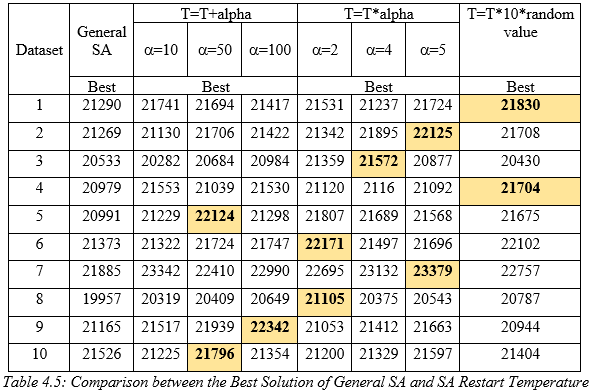 Dataset General SA T=T+alpha T=T*alpha T=T*10*random value
α=10 α=50 α=100 α=2 α=4 α=5
Best Best Best Best
1 21290 21741 21694 21417 21531 21237 21724 21830
2 21269 21130 21706 21422 21342 21895 22125 21708
3 20533 20282 20684 20984 21359 21572 20877 20430
4 20979 21553 21039 21530 21120 2116 21092 21704
5 20991 21229 22124 21298 21807 21689 21568 21675
6 21373 21322 21724 21747 22171 21497 21696 22102
7 21885 23342 22410 22990 22695 23132 23379 22757
8 19957 20319 20409 20649 21105 20375 20543 20787
9 21165 21517 21939 22342 21053 21412 21663 20944
10 21526 21225 21796 21354 21200 21329 21597 21404
Table 4.5: Comparison between the Best Solution of General SA and SA Restart Temperature